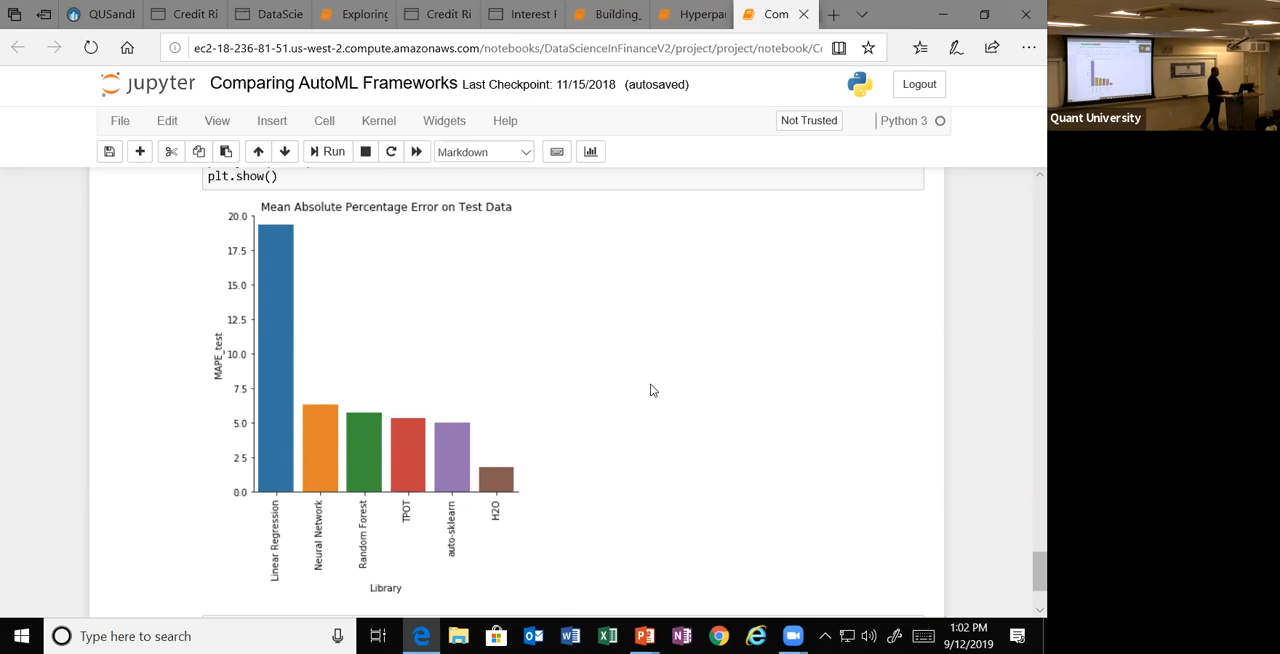 QUSandl
Credit Ri
DataScie
Exploring
Credit Ri
Interest R
Building_
Hyperpar
Com
ec2-18-236-81-51.us-west-2.compute.amazonaws.com/notebooks/DataScienceInFinanceV2/project/project/notebook/Co
jupyter Comparing AutoML Frameworks Last Checkpoint: 11/15/2018 (autosaved)
Logout
File Edit View Insert Cell Kernel Widgets Help
Not Trusted
Python 3
Run
Markdown
plt.show()
Mean Absolute Percentage Error on Test Data
20.0
17.5
15.0
12.5
10.0
7.5
5.0
2.5
0.0
MAPE_test
Linear Regression
Neural Network
Random Forest
TPOT
auto-sklearn
H2O
Library
Quant University
Type here to search
1:02 PM
9/12/2019